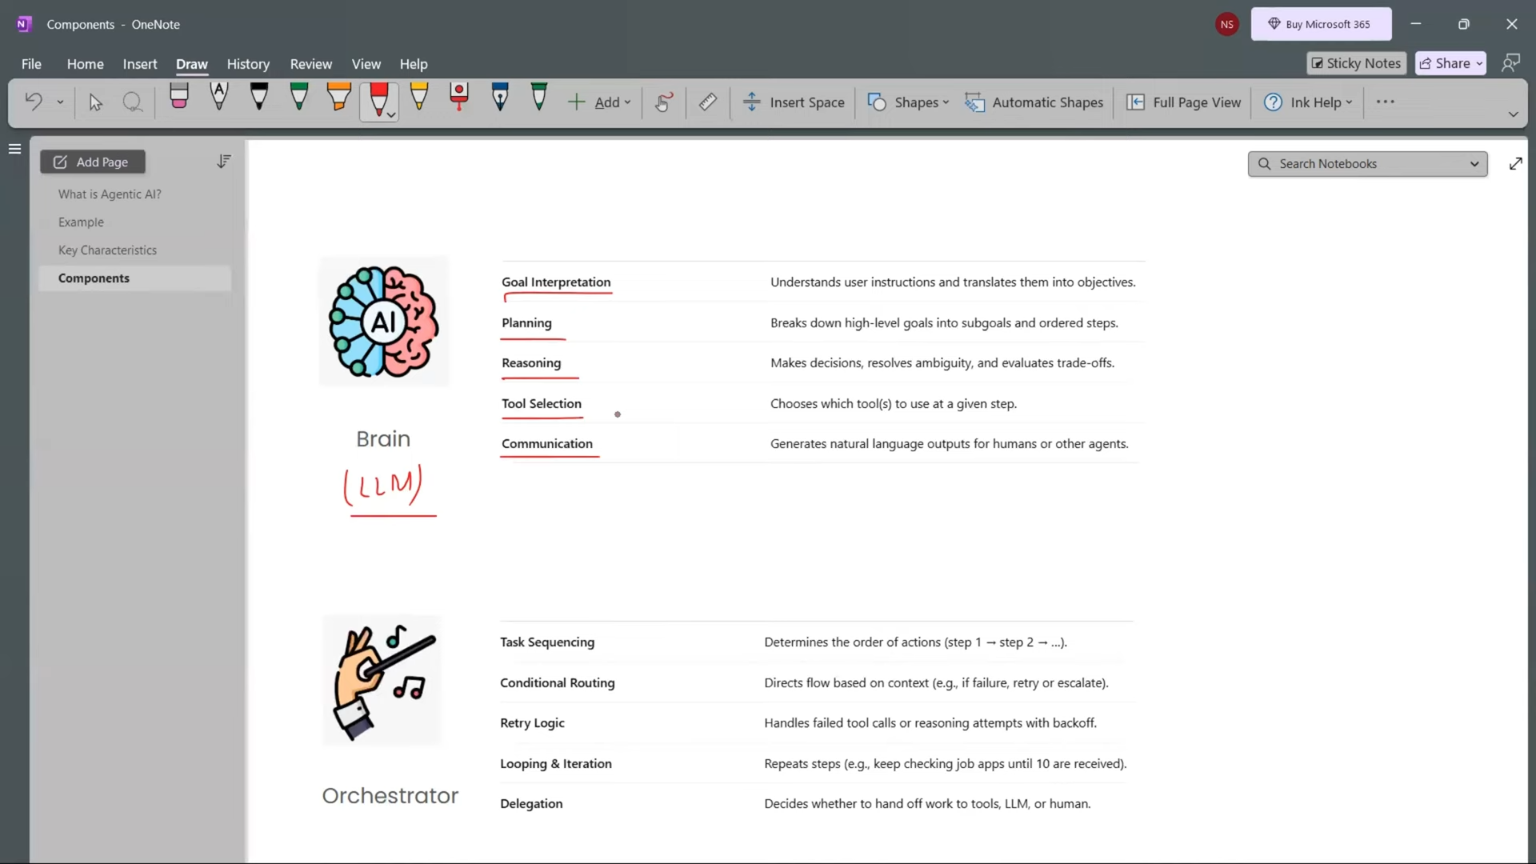 Components - OneNote
NS
Buy Microsoft 365
File Home Insert Draw History Review View Help
Sticky Notes
Share
A
Add
Insert Space
Shapes
Automatic Shapes
Full Page View
Ink Help
Add Page
Search Notebooks
What is Agentic AI?
Example
Key Characteristics
Components
AI
Brain
(LLM)
Goal Interpretation Understands user instructions and translates them into objectives.
Planning Breaks down high-level goals into subgoals and ordered steps.
Reasoning Makes decisions, resolves ambiguity, and evaluates trade-offs.
Tool Selection Chooses which tool(s) to use at a given step.
Communication Generates natural language outputs for humans or other agents.
Orchestrator
Task Sequencing Determines the order of actions (step 1 → step 2 → ...).
Conditional Routing Directs flow based on context (e.g., if failure, retry or escalate).
Retry Logic Handles failed tool calls or reasoning attempts with backoff.
Looping & Iteration Repeats steps (e.g., keep checking job apps until 10 are received).
Delegation Decides whether to hand off work to tools, LLM, or human.